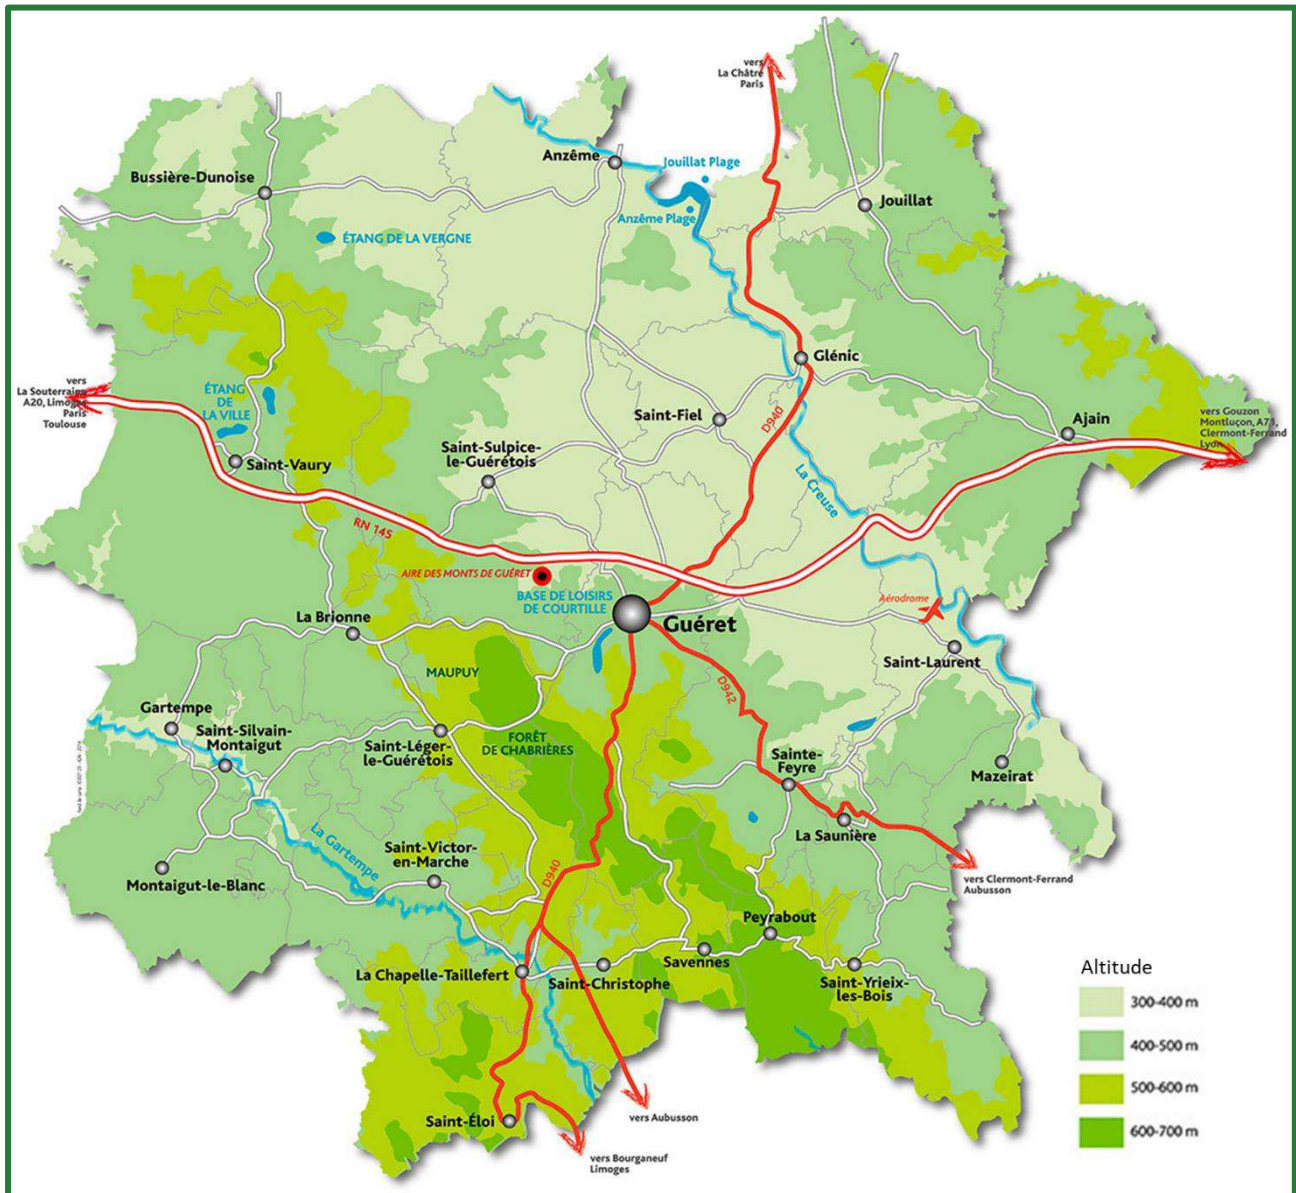 vers
La Châtre
Paris
Anzême
Jouillat Plage
Bussière-Dunoise
Jouillat
Anzême Plage
ÉTANG DE LA VERGNE
Glénic
vers
La Souterraine
A20, Limoges
Paris
Toulouse
ÉTANG
DE
LA VILLE
Saint-Fiel
D940
Ajain
vers Gouzon
Montluçon, A71,
Clermont-Ferrand
Lyon
Saint-Sulpice-
le-Guérétois
Saint-Vaury
La Creuse
RN 145
AIRE DES MONTS DE GUÉRET
BASE DE LOISIRS
DE COURTILLE
Aérodrome
La Brionne
Guéret
Saint-Laurent
MAUPUY
D942
Gartempe
Saint-Silvain-
Montaigut
Saint-Léger-
le-Guérétois
FORÊT
DE CHABRIÈRES
Sainte-
Feyre
Mazeirat
La Gartempe
La Saunière
Saint-Victor-
en-Marche
Montaigut-le-Blanc
D940
vers Clermont-Ferrand
Aubusson
Peyrabout
La Chapelle-Taillefert
Saint-Christophe
Savennes
Saint-Yrieix-
les-Bois
Altitude
300-400 m
400-500 m
500-600 m
600-700 m
Saint-Éloi
vers Aubusson
vers Bourganeuf
Limoges